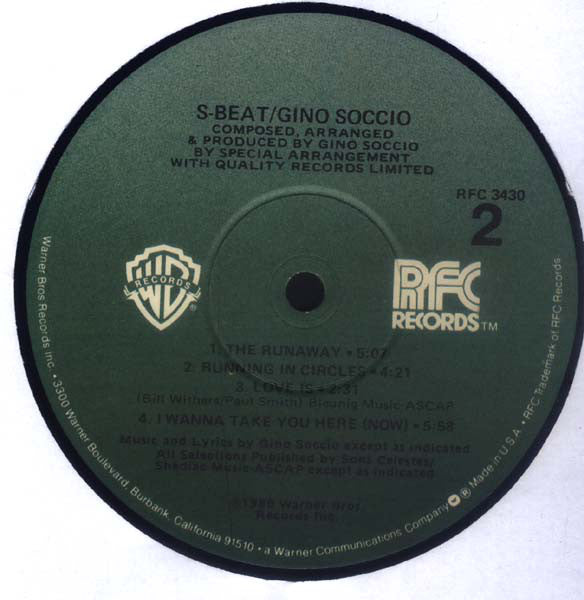 S-BEAT/GINO SOCCIO
COMPOSED, ARRANGED
& PRODUCED BY GINO SOCCIO
BY SPECIAL ARRANGEMENT
WITH QUALITY RECORDS LIMITED
RFC 3430
2
WB
RECORDS
®
RFC
RECORDS™
1. THE RUNAWAY • 5:07
2. RUNNING IN CIRCLES • 4:21
3. LOVE IS • 2:31
(Bill Withers/Paul Smith) Bleunig Music-ASCAP
4. I WANNA TAKE YOU HERE (NOW) • 5:58
Music and Lyrics by Gino Soccio except as indicated
All Selections Published by Sons Celestes/
Shediac Music-ASCAP except as indicated
©1980 Warner Bros.
Records Inc.
Warner Bros Records Inc. • 3300 Warner Boulevard, Burbank, California 91510 • a Warner Communications Company ® Made in U.S.A. • RFC Trademark of RFC Records